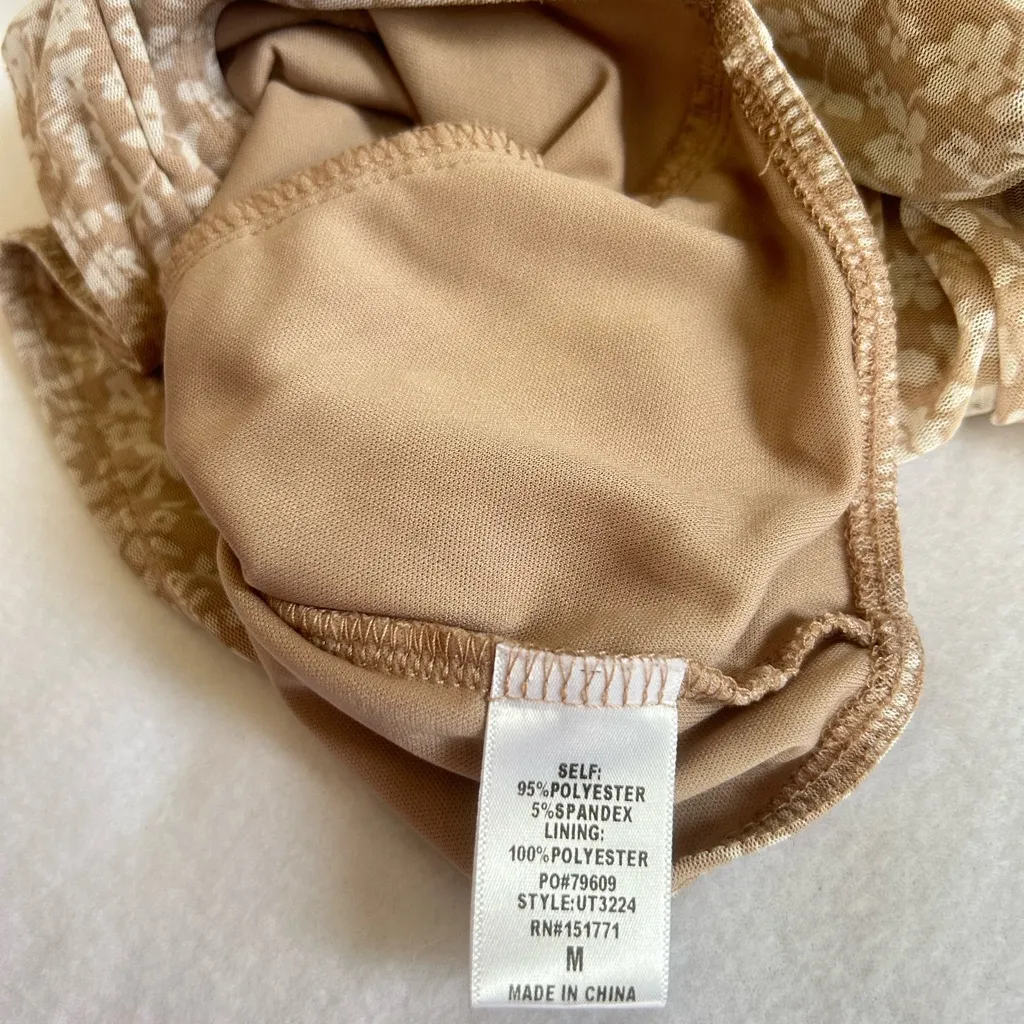 SELF:
95%POLYESTER
5%SPANDEX
LINING:
100%POLYESTER
PO#79609
STYLE:UT3224
RN#151771
M
MADE IN CHINA